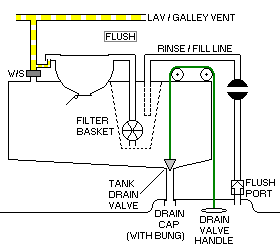 LAV / GALLEY VENT
FLUSH
RINSE / FILL LINE
W/S
FILTER
BASKET
TANK
DRAIN
VALVE
FLUSH
PORT
DRAIN
CAP
(WITH BUNG)
DRAIN
VALVE
HANDLE